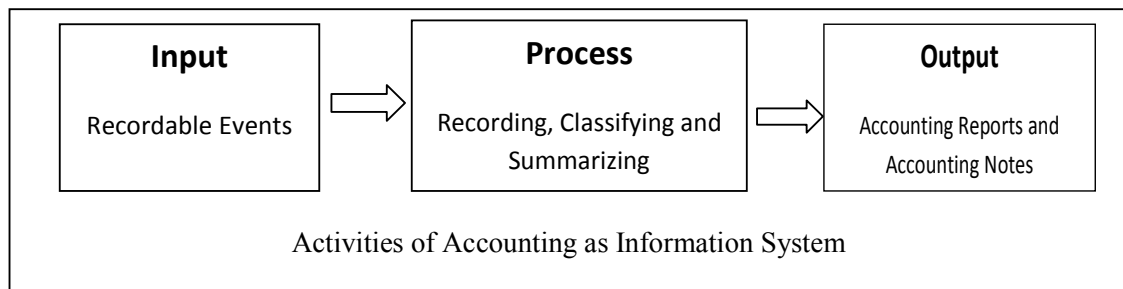 Input
Recordable Events
Process
Recording, Classifying and
Summarizing
Output
Accounting Reports and
Accounting Notes
Activities of Accounting as Information System